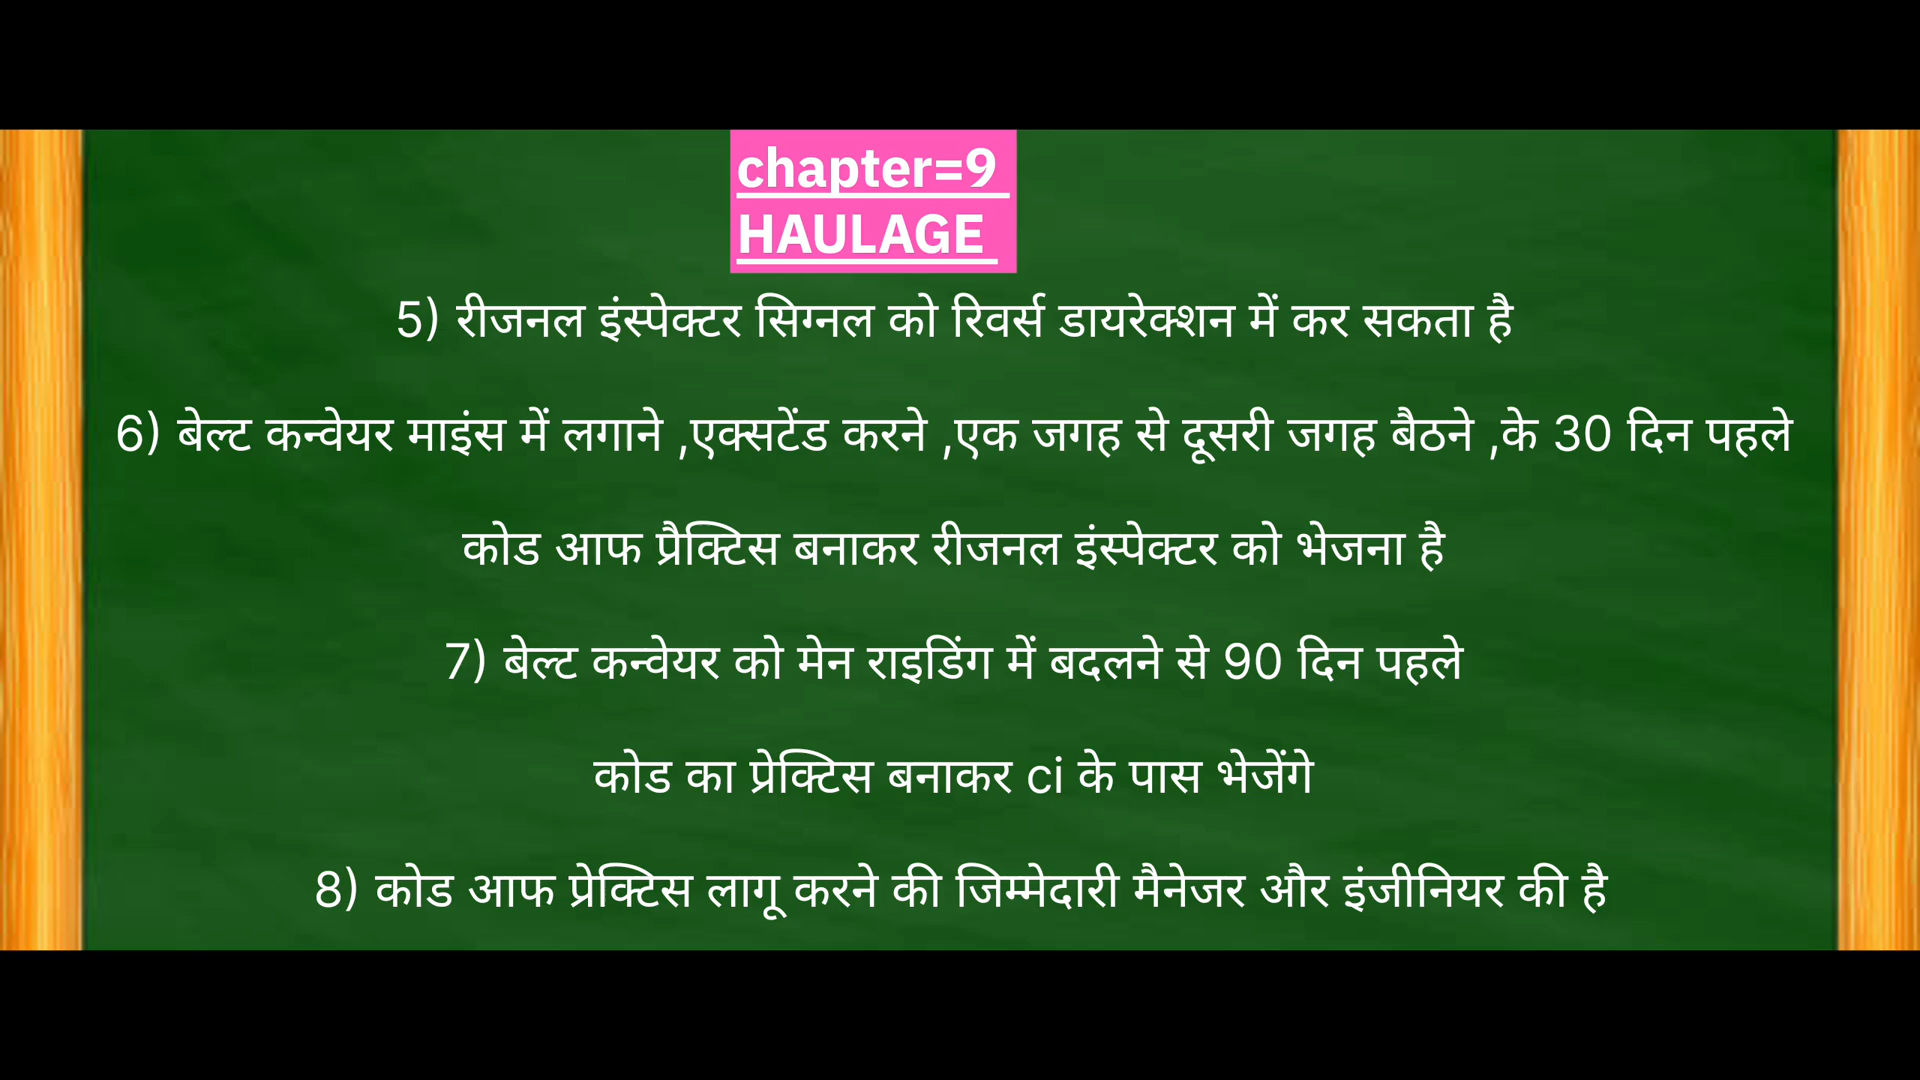 chapter=9
HAULAGE
5) रीजनल इंस्पेक्टर सिग्नल को रिवर्स डायरेक्शन में कर सकता है
6) बेल्ट कन्वेयर माइंस में लगाने ,एक्सटेंड करने ,एक जगह से दूसरी जगह बैठने ,के 30 दिन पहले
कोड आफ प्रैक्टिस बनाकर रीजनल इंस्पेक्टर को भेजना है
7) बेल्ट कन्वेयर को मेन राइडिंग में बदलने से 90 दिन पहले
कोड का प्रेक्टिस बनाकर ci के पास भेजेंगे
8) कोड आफ प्रेक्टिस लागू करने की जिम्मेदारी मैनेजर और इंजीनियर की है